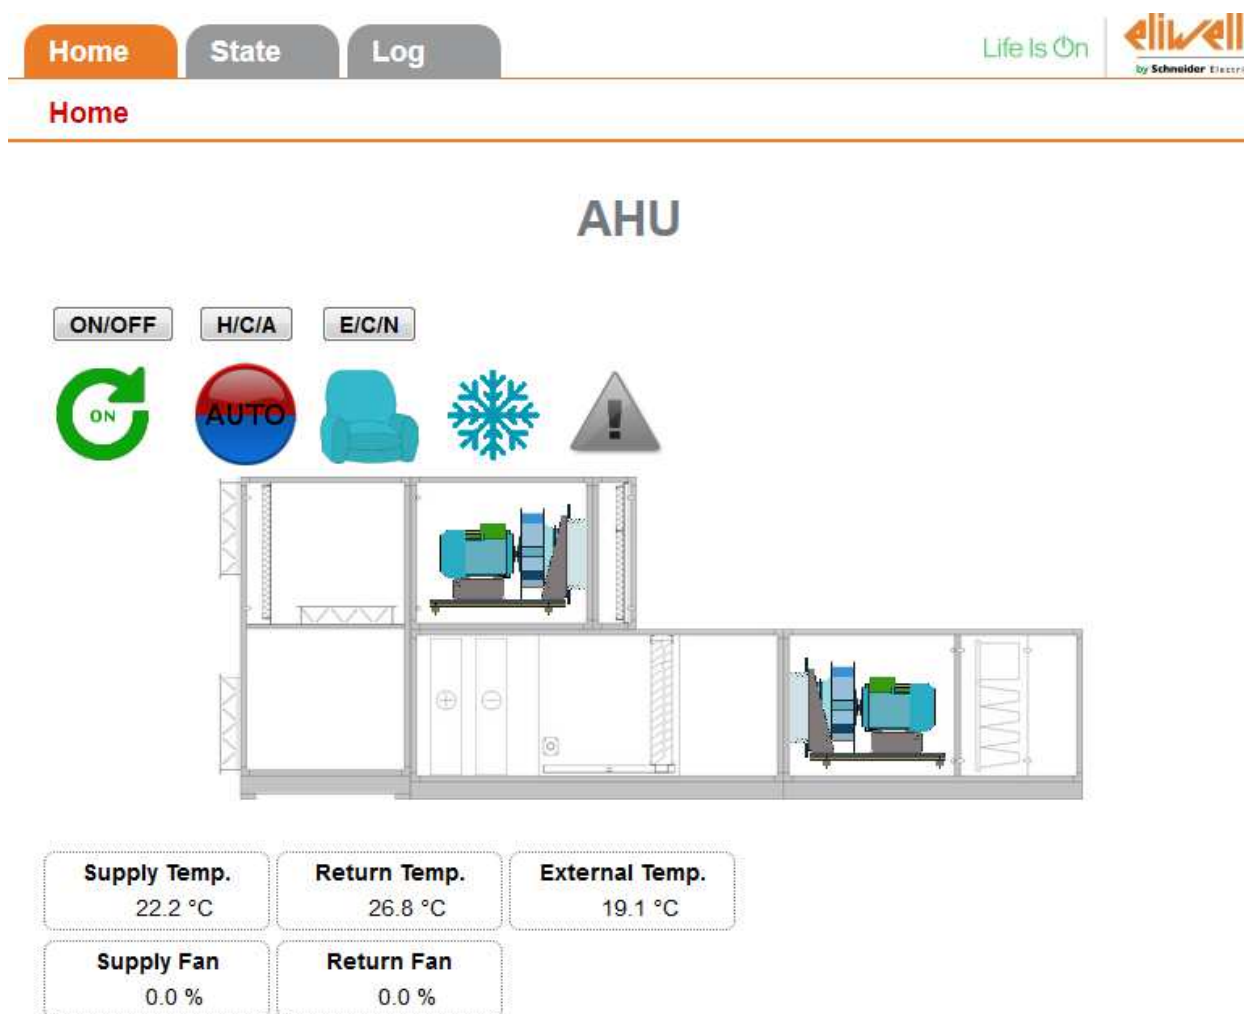 Home State Log Life Is On eliwell
by Schneider Electric
Home
AHU
ON/OFF H/C/A E/C/N
ON AUTO
Supply Temp. Return Temp. External Temp.
22.2 °C 26.8 °C 19.1 °C
Supply Fan Return Fan
0.0 % 0.0 %